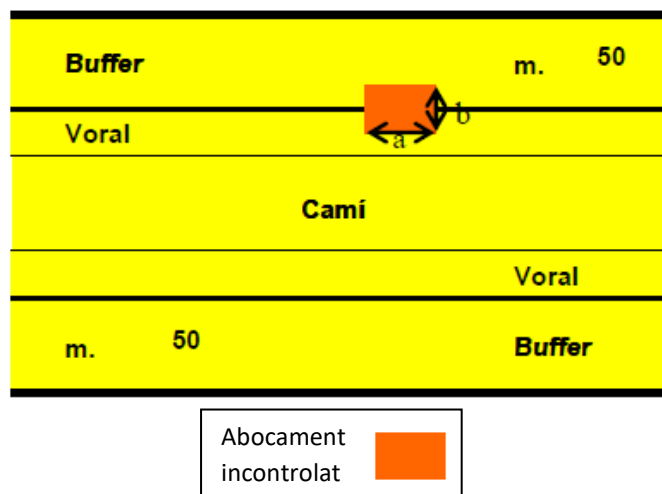 Buffer m. 50
Voral
b
a
Camí
Voral
m. 50 Buffer
Abocament
incontrolat